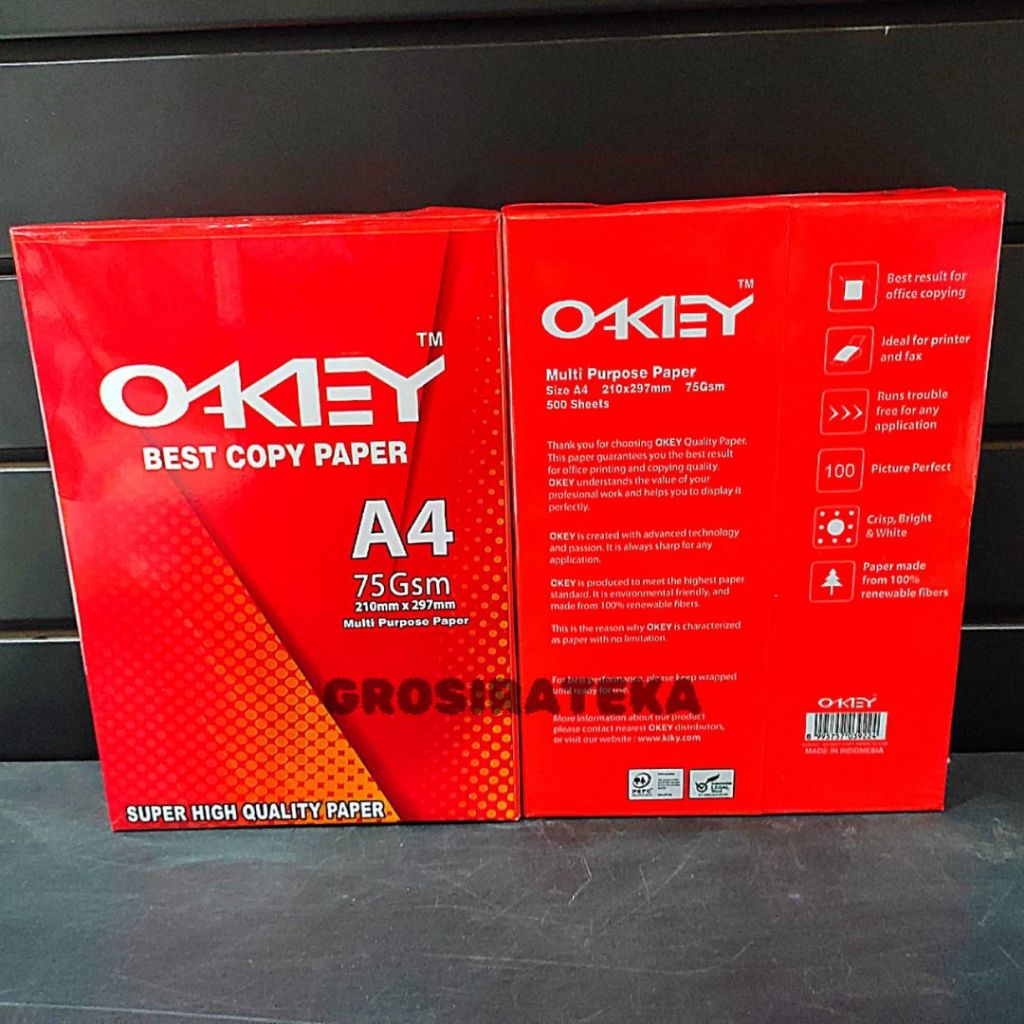 OKEY TM
BEST COPY PAPER
A4
75Gsm
210mm x 297mm
Multi Purpose Paper
SUPER HIGH QUALITY PAPER
OKEY TM
Multi Purpose Paper
Size A4 210x297mm 75Gsm
500 Sheets
Thank you for choosing OKEY Quality Paper.
This paper guarantees you the best result
for office printing and copying quality.
OKEY understands the value of your
profesional work and helps you to display it
perfectly.
OKEY is created with advanced technology
and passion. It is always sharp for any
application.
OKEY is produced to meet the highest paper
standard. It is environmental friendly, and
made from 100% renewable fibers.
This is the reason why OKEY is characterized
as paper with no limitation.
For best performance, please keep wrapped
until ready for use.
More information about our product
please contact nearest OKEY distributors,
or visit our website : www.kiky.com
PEFC
LEGAL
Best result for
office copying
Ideal for printer
and fax
Runs trouble
free for any
application
100 Picture Perfect
Crisp, Bright
& White
Paper made
from 100%
renewable fibers
OKEY
MADE IN INDONESIA
GROSIRATEKA